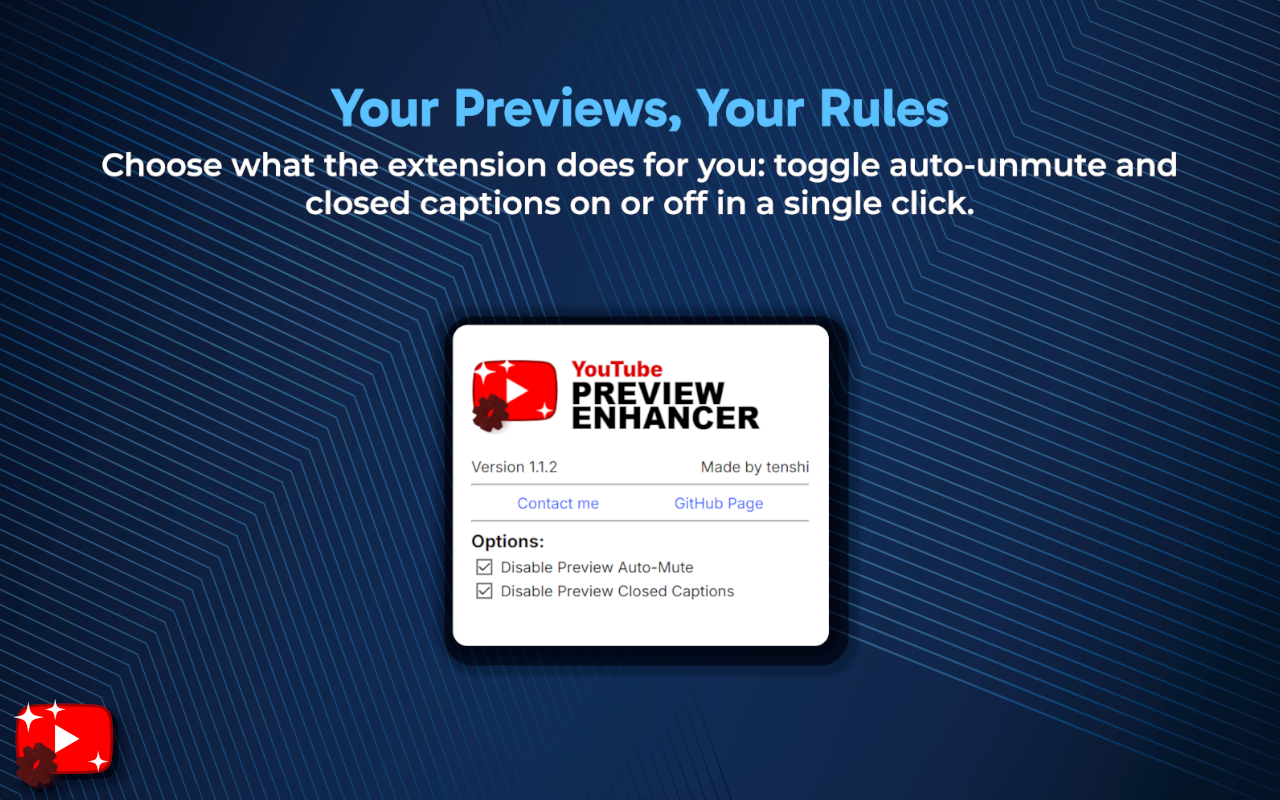 Your Previews, Your Rules
Choose what the extension does for you: toggle auto-unmute and
closed captions on or off in a single click.
YouTube
PREVIEW
ENHANCER
Version 1.1.2 Made by tenshi
Contact me GitHub Page
Options:
Disable Preview Auto-Mute
Disable Preview Closed Captions